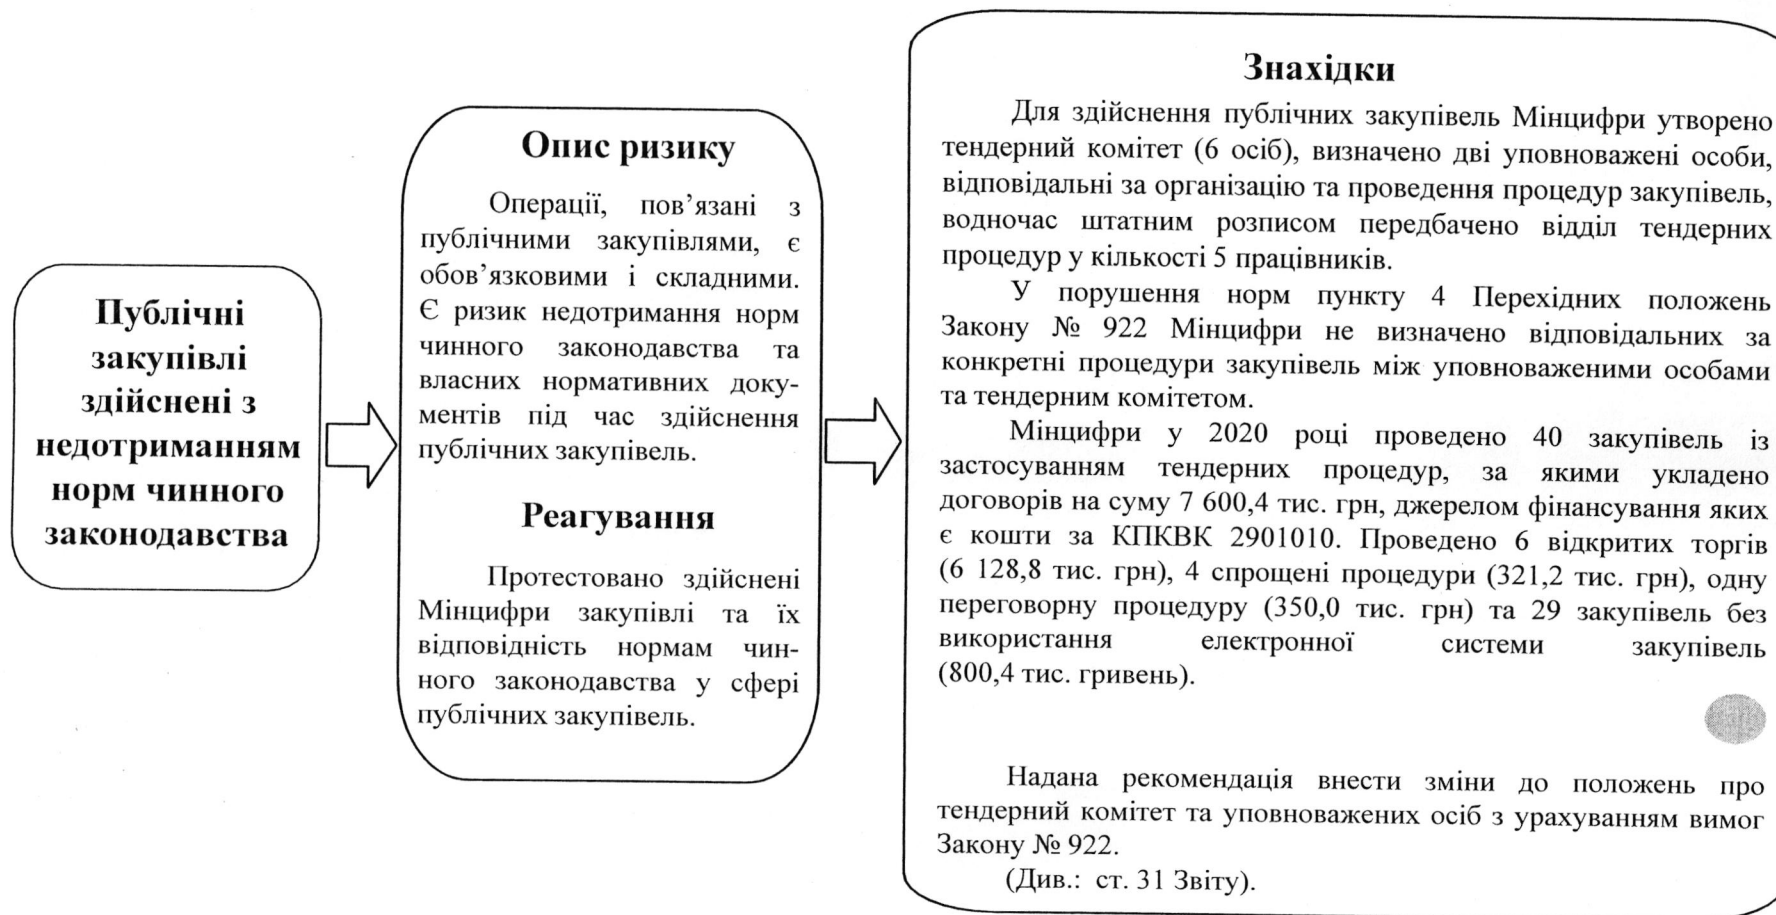 Публічні
закупівлі
здійснені з
недотриманням
норм чинного
законодавства
Опис ризику
Операції, пов’язані з
публічними закупівлями, є
обов’язковими і складними.
Є ризик недотримання норм
чинного законодавства та
власних нормативних доку-
ментів під час здійснення
публічних закупівель.
Реагування
Протестовано здійснені
Мінцифри закупівлі та їх
відповідність нормам чин-
ного законодавства у сфері
публічних закупівель.
Знахідки
Для здійснення публічних закупівель Мінцифри утворено
тендерний комітет (6 осіб), визначено дві уповноважені особи,
відповідальні за організацію та проведення процедур закупівель,
водночас штатним розписом передбачено відділ тендерних
процедур у кількості 5 працівників.
У порушення норм пункту 4 Перехідних положень
Закону № 922 Мінцифри не визначено відповідальних за
конкретні процедури закупівель між уповноваженими особами
та тендерним комітетом.
Мінцифри у 2020 році проведено 40 закупівель із
застосуванням тендерних процедур, за якими укладено
договорів на суму 7 600,4 тис. грн, джерелом фінансування яких
є кошти за КПКВК 2901010. Проведено 6 відкритих торгів
(6 128,8 тис. грн), 4 спрощені процедури (321,2 тис. грн), одну
переговорну процедуру (350,0 тис. грн) та 29 закупівель без
використання електронної системи закупівель
(800,4 тис. гривень).
Надана рекомендація внести зміни до положень про
тендерний комітет та уповноважених осіб з урахуванням вимог
Закону № 922.
(Див.: ст. 31 Звіту).